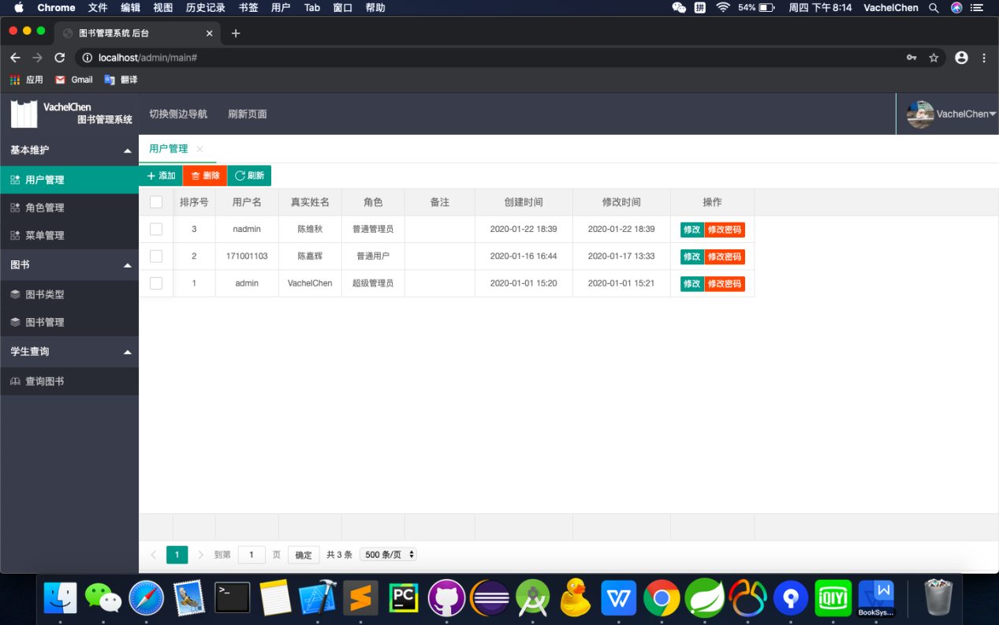 Chrome 文件 编辑 视图 历史记录 书签 用户 Tab 窗口 帮助 拼 54% 周四下午8:14 VachelChen
图书管理系统 后台
localhost/admin/main#
应用 Gmail 翻译
VachelChen
图书管理系统
切换侧边导航 刷新页面 VachelChen
基本维护
用户管理
角色管理
菜单管理
图书
图书类型
图书管理
学生查询
查询图书
用户管理
添加 删除 刷新
排序号 用户名 真实姓名 角色 备注 创建时间 修改时间 操作
3 nadmin 陈维秋 普通管理员 2020-01-22 18:39 2020-01-22 18:39 修改 修改密码
2 171001103 陈嘉辉 普通用户 2020-01-16 16:44 2020-01-17 13:33 修改 修改密码
1 admin VachelChen 超级管理员 2020-01-01 15:20 2020-01-01 15:21 修改 修改密码
1 到第 1 页 确定 共 3 条 500 条/页
>_
PC
W
QIYI
W
BookSys...